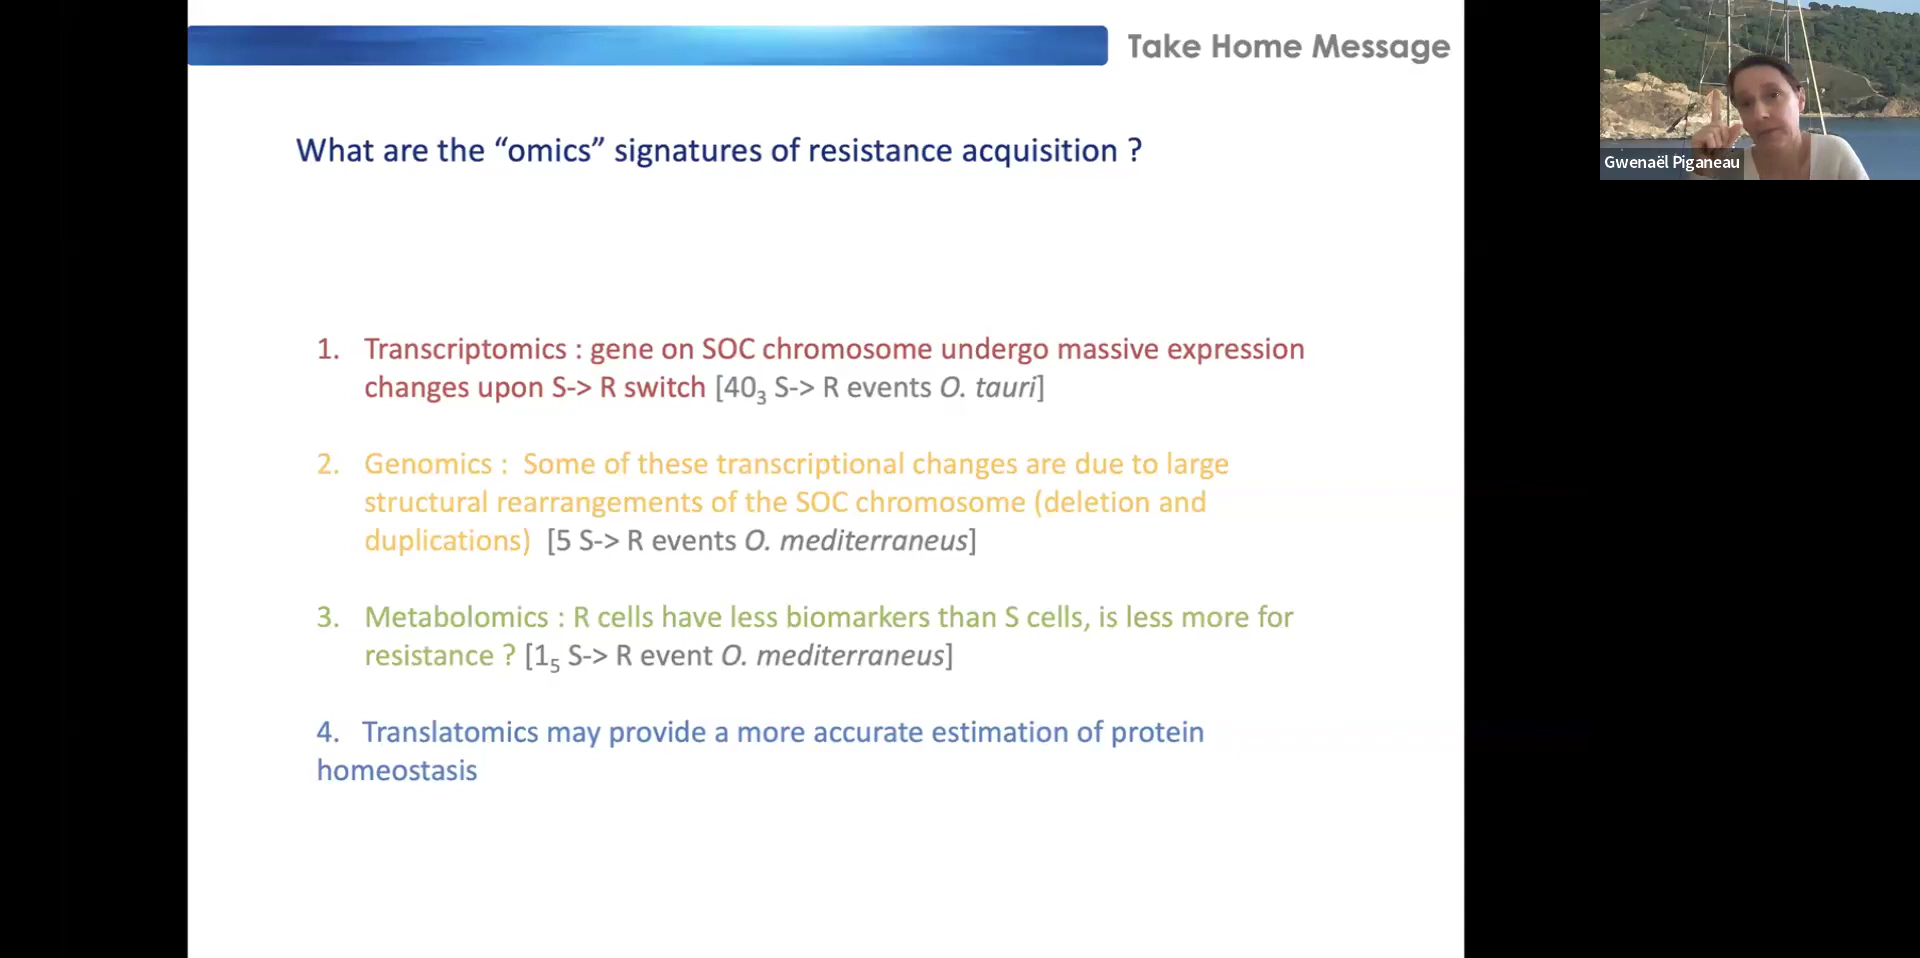 Take Home Message
Gwenaël Piganeau
What are the “omics” signatures of resistance acquisition ?
1. Transcriptomics : gene on SOC chromosome undergo massive expression
changes upon S-> R switch [40₃ S-> R events O. tauri]
2. Genomics : Some of these transcriptional changes are due to large
structural rearrangements of the SOC chromosome (deletion and
duplications) [5 S-> R events O. mediterraneus]
3. Metabolomics : R cells have less biomarkers than S cells, is less more for
resistance ? [1₅ S-> R event O. mediterraneus]
4. Translatomics may provide a more accurate estimation of protein
homeostasis